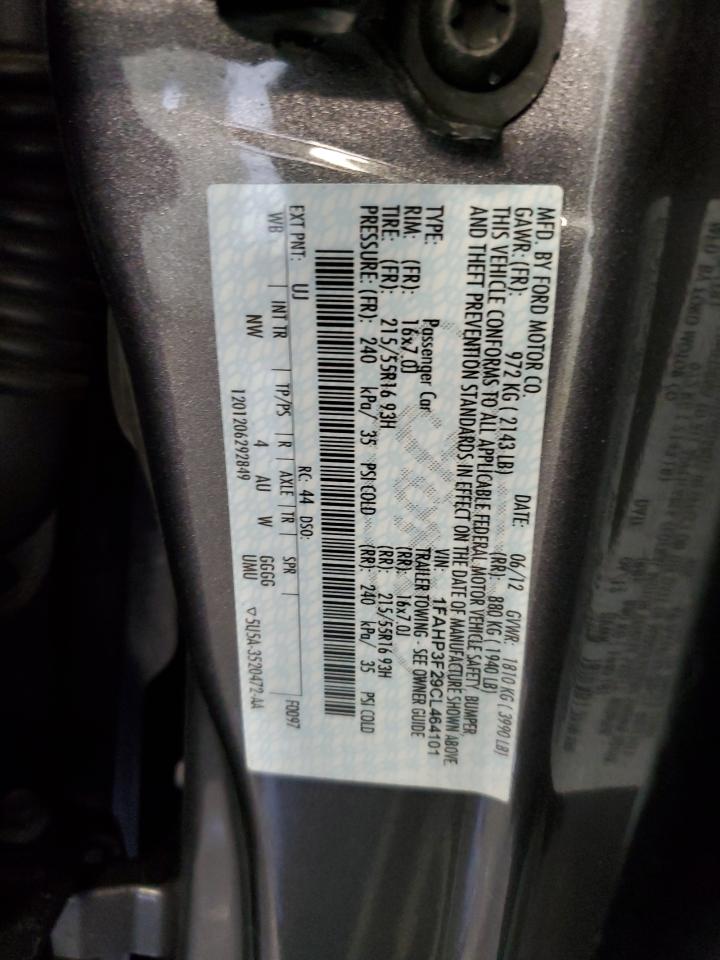 MFD. BY FORD MOTOR CO.
DATE: 06/12 GVWR: 1810 KG ( 3990 LB)
GAWR: (FR): 972 KG ( 2143 LB) (RR): 880 KG ( 1940 LB)
THIS VEHICLE CONFORMS TO ALL APPLICABLE FEDERAL MOTOR VEHICLE SAFETY, BUMPER,
AND THEFT PREVENTION STANDARDS IN EFFECT ON THE DATE OF MANUFACTURE SHOWN ABOVE
VIN: 1FAHP3F29CL464101
TYPE: Passenger Car TRAILER TOWING - SEE OWNER GUIDE
RIM: (FR): 16x7.0J (RR): 16x7.0J
TIRE: (FR): 215/55R16 93H (RR): 215/55R16 93H
PRESSURE: (FR): 240 kPa/ 35 PSI COLD (RR): 240 kPa/ 35 PSI COLD
F0097
EXT PNT: UJ RC: 44 DSO:
WB INT TR TP/PS R AXLE TR SPR
NW 4 AU W GGGG
1201206292849 UMU ▽5U5A-3520472-AA